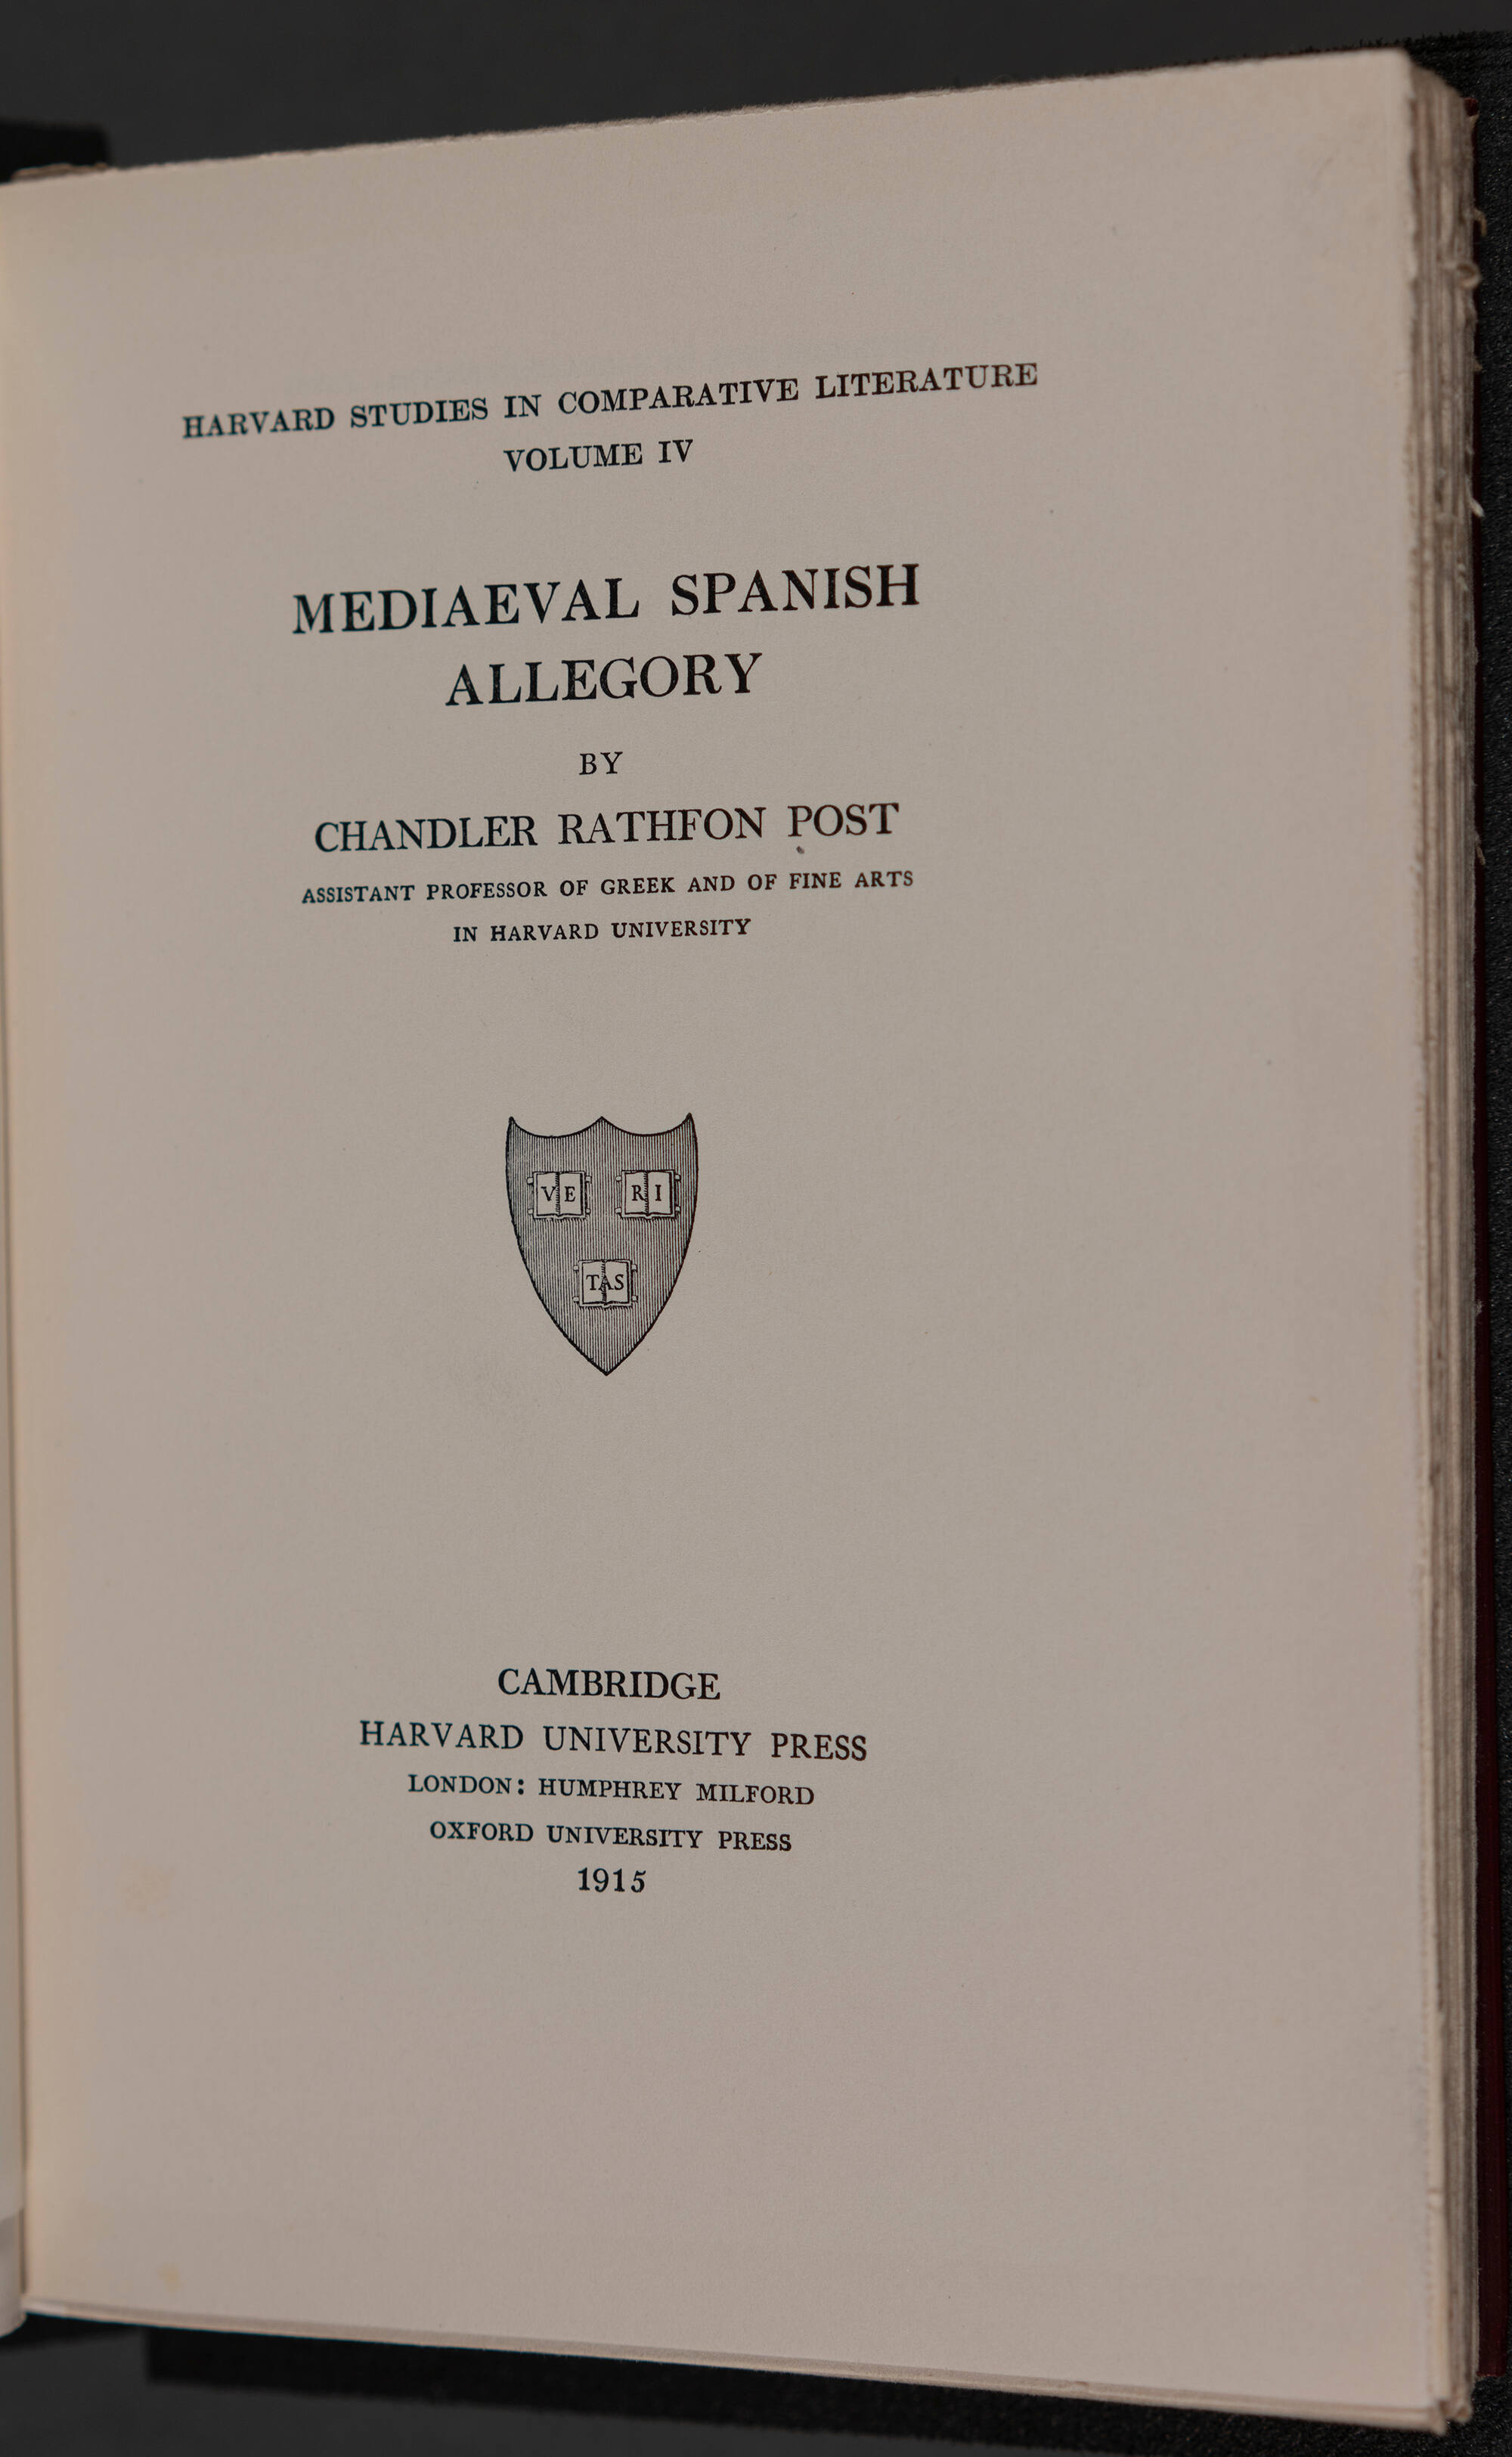 HARVARD STUDIES IN COMPARATIVE LITERATURE
VOLUME IV
MEDIAEVAL SPANISH
ALLEGORY
BY
CHANDLER RATHFON POST
ASSISTANT PROFESSOR OF GREEK AND OF FINE ARTS
IN HARVARD UNIVERSITY
VE RI
TAS
CAMBRIDGE
HARVARD UNIVERSITY PRESS
LONDON: HUMPHREY MILFORD
OXFORD UNIVERSITY PRESS
1915